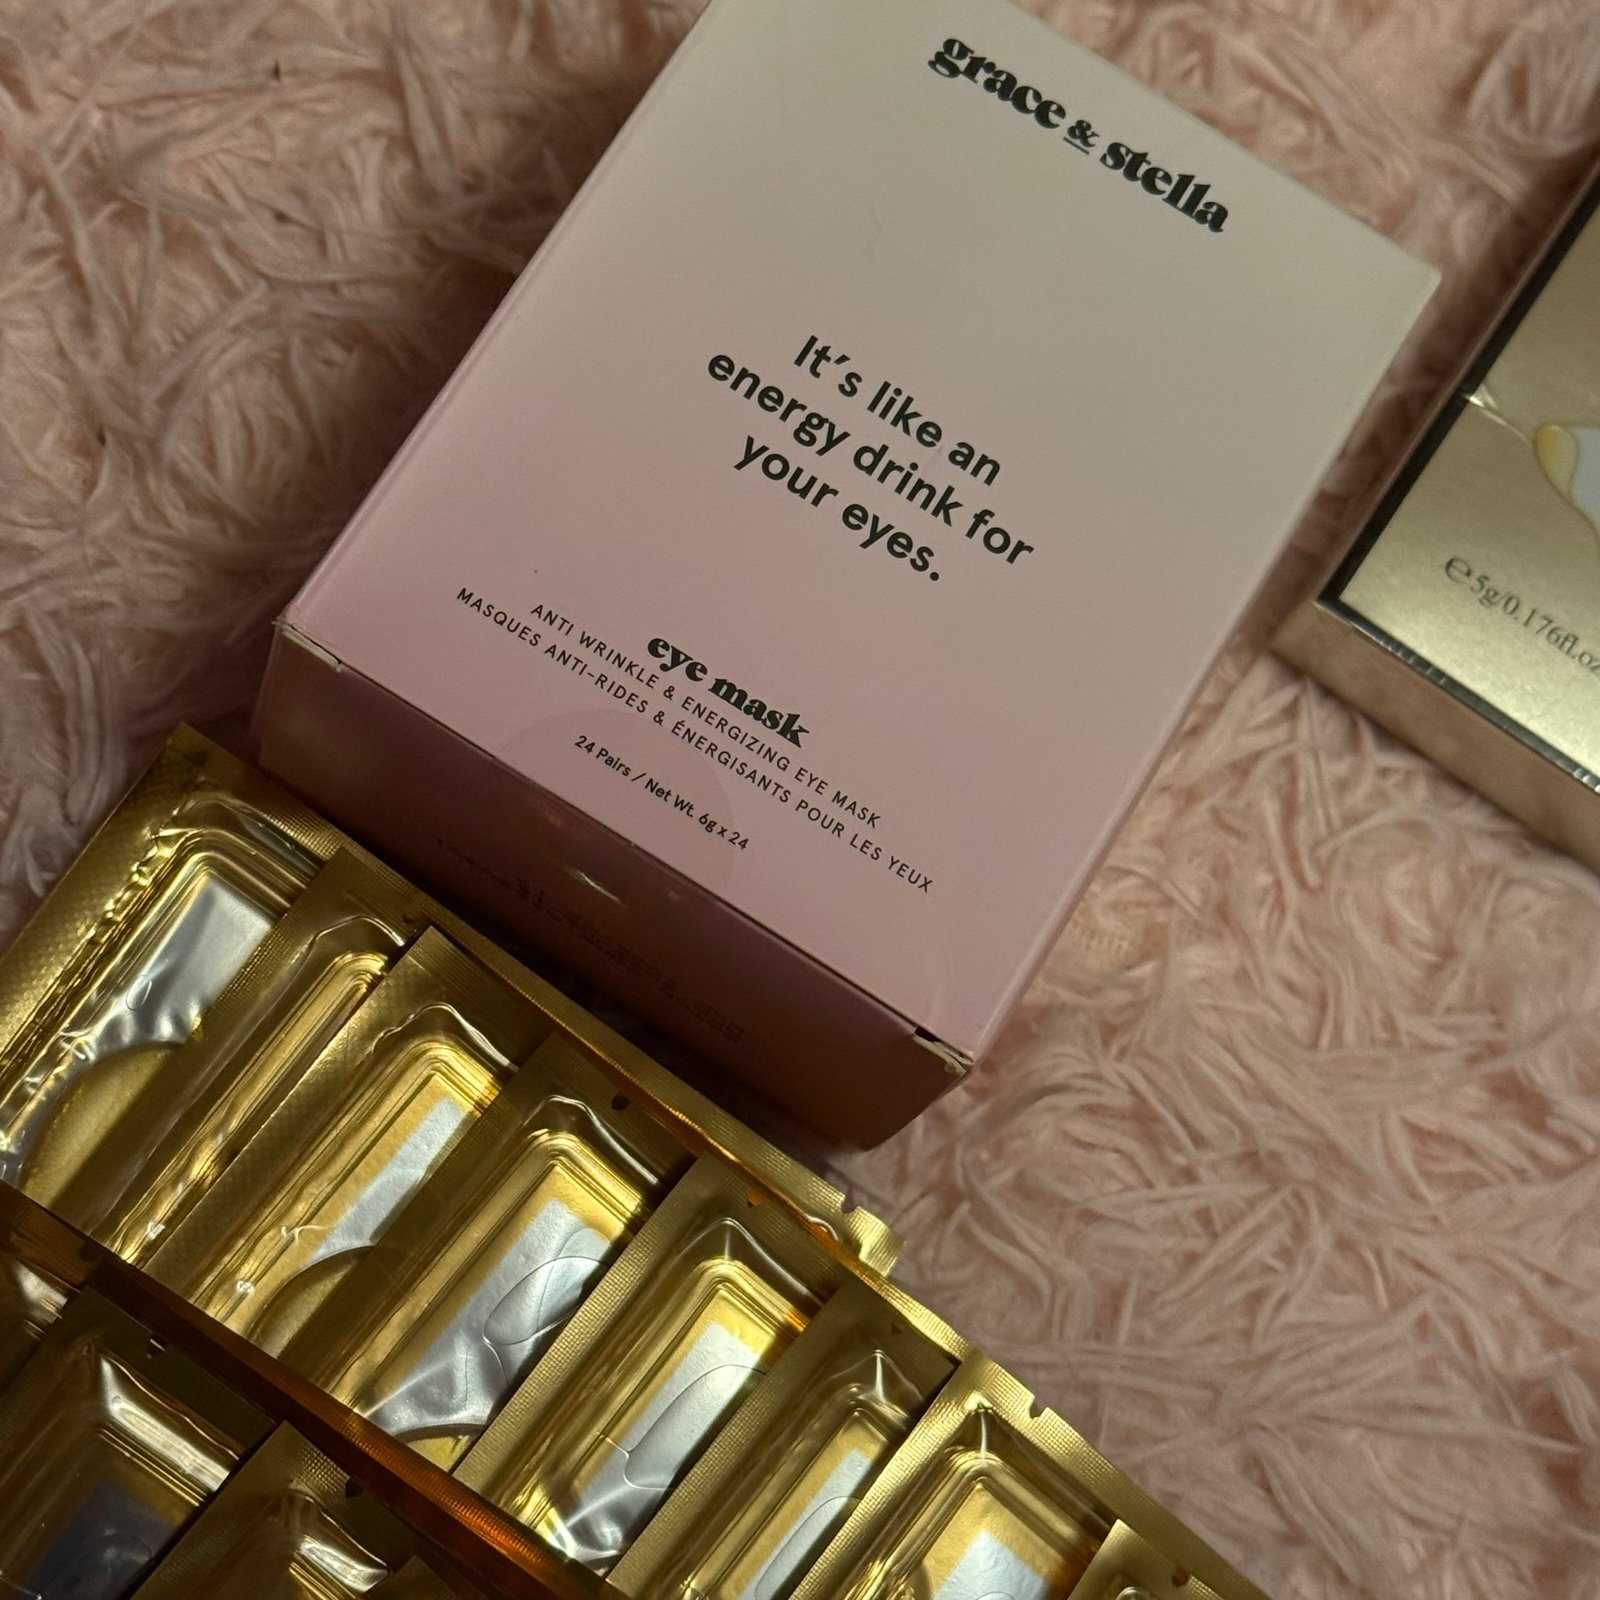 grace & stella
It's like an
energy drink for
your eyes.
eye mask
ANTI WRINKLE & ENERGIZING EYE MASK
MASQUES ANTI-RIDES & ÉNERGISANTS POUR LES YEUX
24 Pairs / Net Wt. 6g x 24
℮ 5g/0.176fl.oz